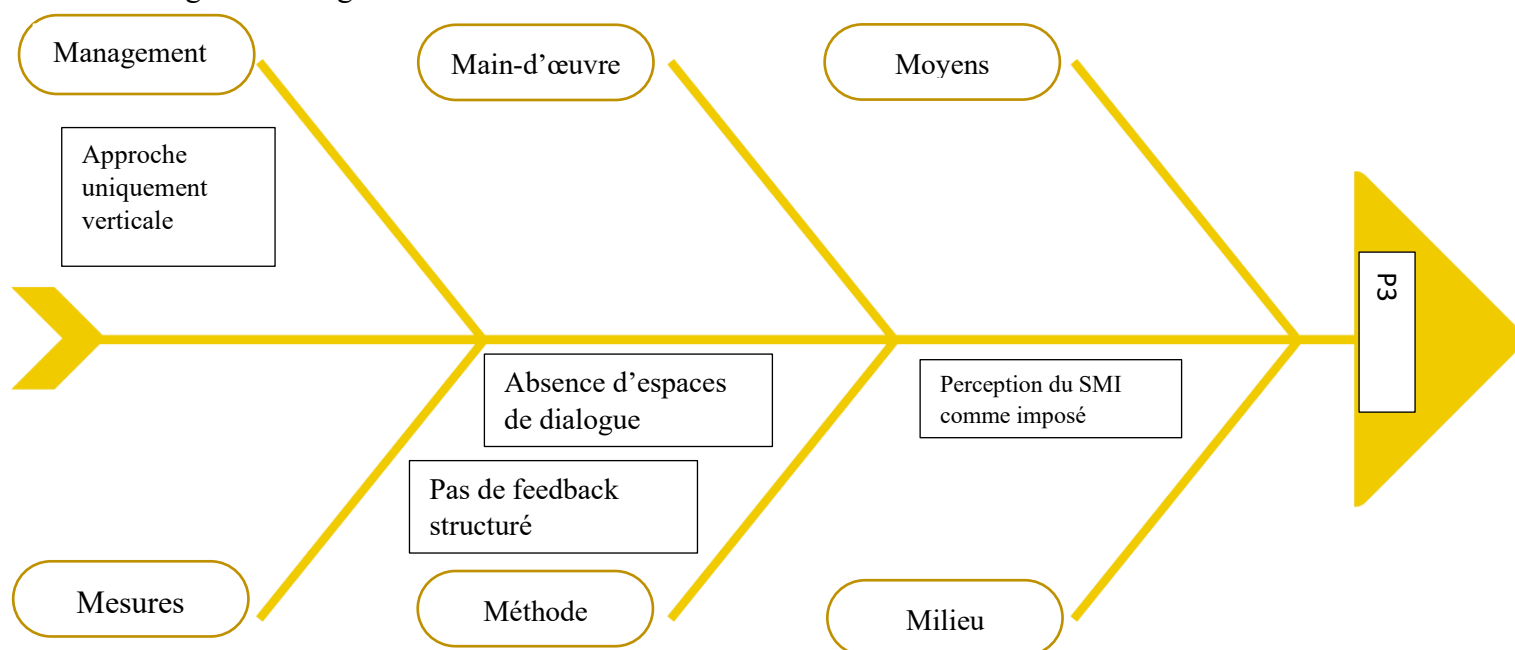 Management
Main-d’œuvre
Moyens
Approche
uniquement
verticale
P3
Absence d’espaces
de dialogue
Perception du SMI
comme imposé
Pas de feedback
structuré
Mesures
Méthode
Milieu